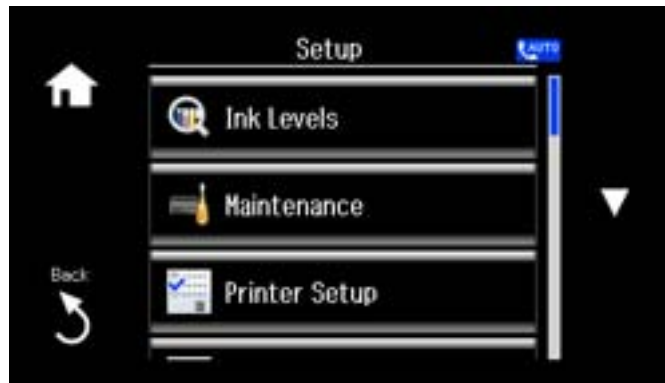 Setup
AUTO
Ink Levels
Maintenance
Printer Setup
Back